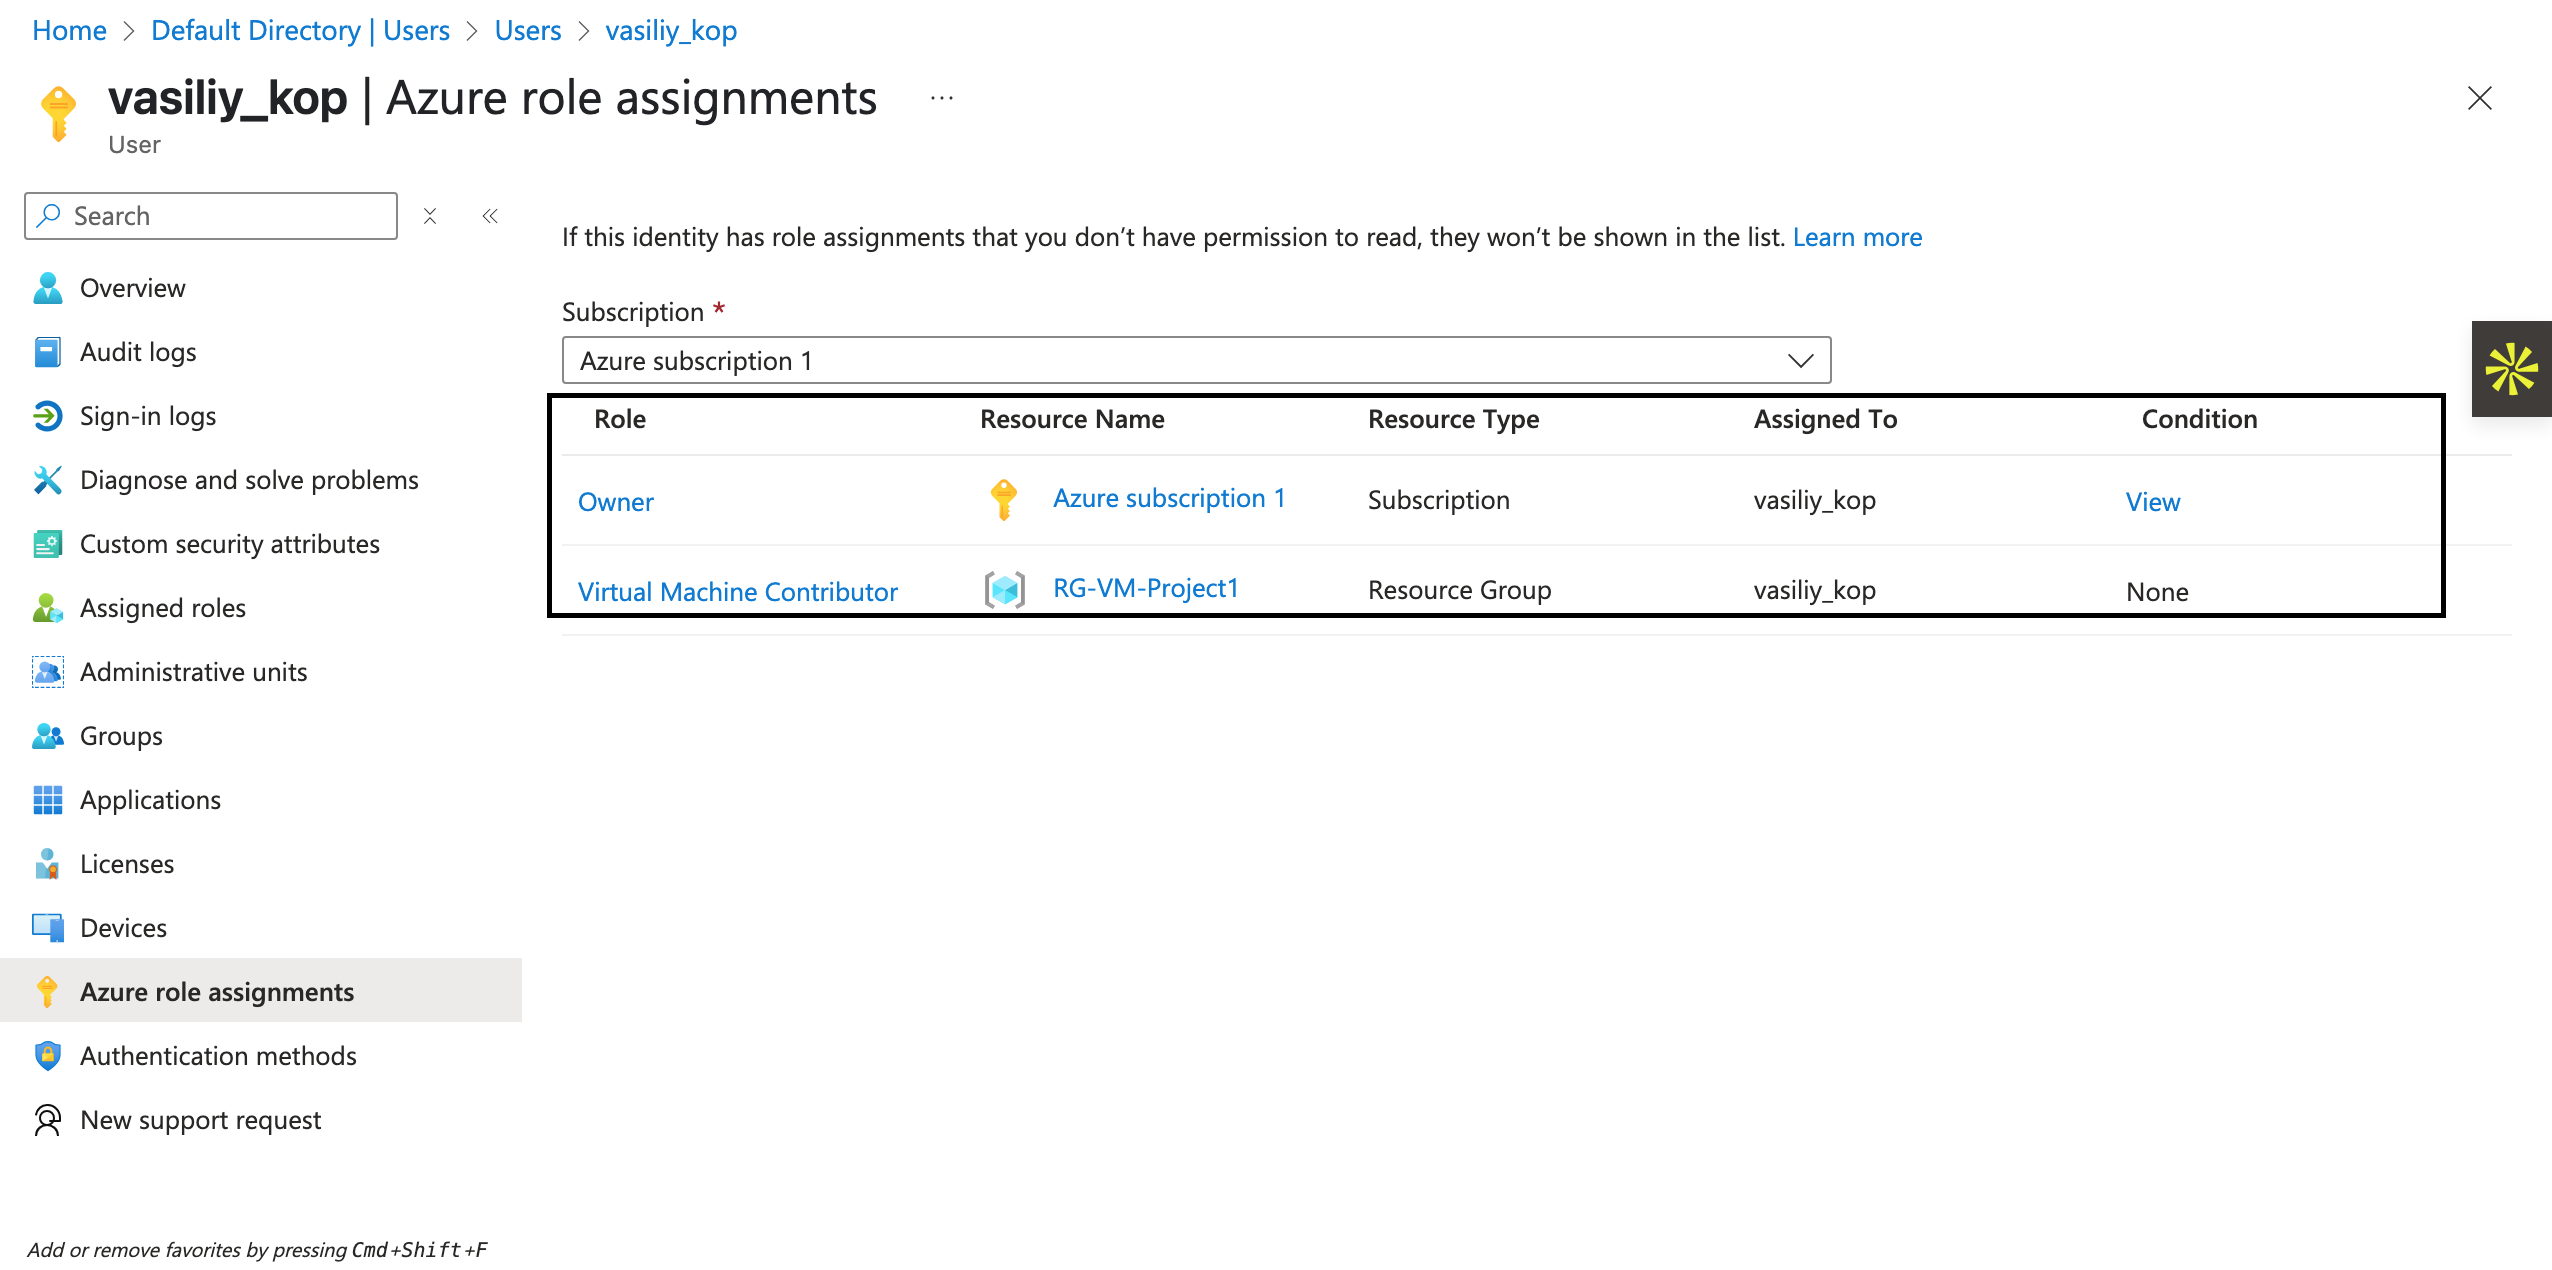 Home > Default Directory | Users > Users > vasiliy_kop
vasiliy_kop | Azure role assignments ...
User
Search
Overview
Audit logs
Sign-in logs
Diagnose and solve problems
Custom security attributes
Assigned roles
Administrative units
Groups
Applications
Licenses
Devices
Azure role assignments
Authentication methods
New support request
Add or remove favorites by pressing Cmd+Shift+F
If this identity has role assignments that you don’t have permission to read, they won’t be shown in the list. Learn more
Subscription *
Azure subscription 1
Role Resource Name Resource Type Assigned To Condition
Owner Azure subscription 1 Subscription vasiliy_kop View
Virtual Machine Contributor RG-VM-Project1 Resource Group vasiliy_kop None